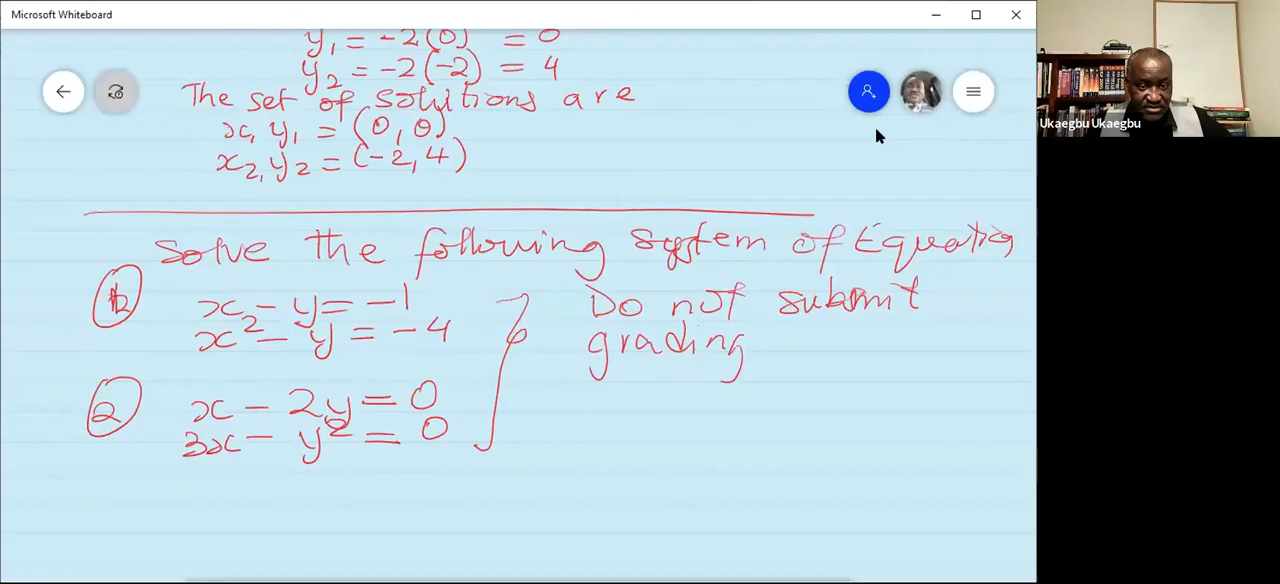 Microsoft Whiteboard
y₁ = -2(0) = 0
y₂ = -2(-2) = 4
The set of solutions are
x, y₁ = (0, 0)
x₂, y₂ = (-2, 4)
Solve the following system of Equation
1 x - y = -1
x² - y = -4
2 x - 2y = 0
3x - y² = 0
Do not submit
grading
Ukaegbu Ukaegbu